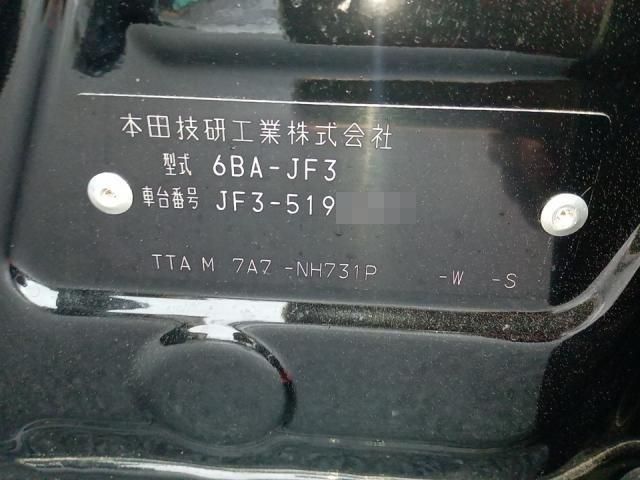 本田技研工業株式会社
型式 6BA-JF3
車台番号 JF3-519
TTA M 7A7 -NH731P -W -S